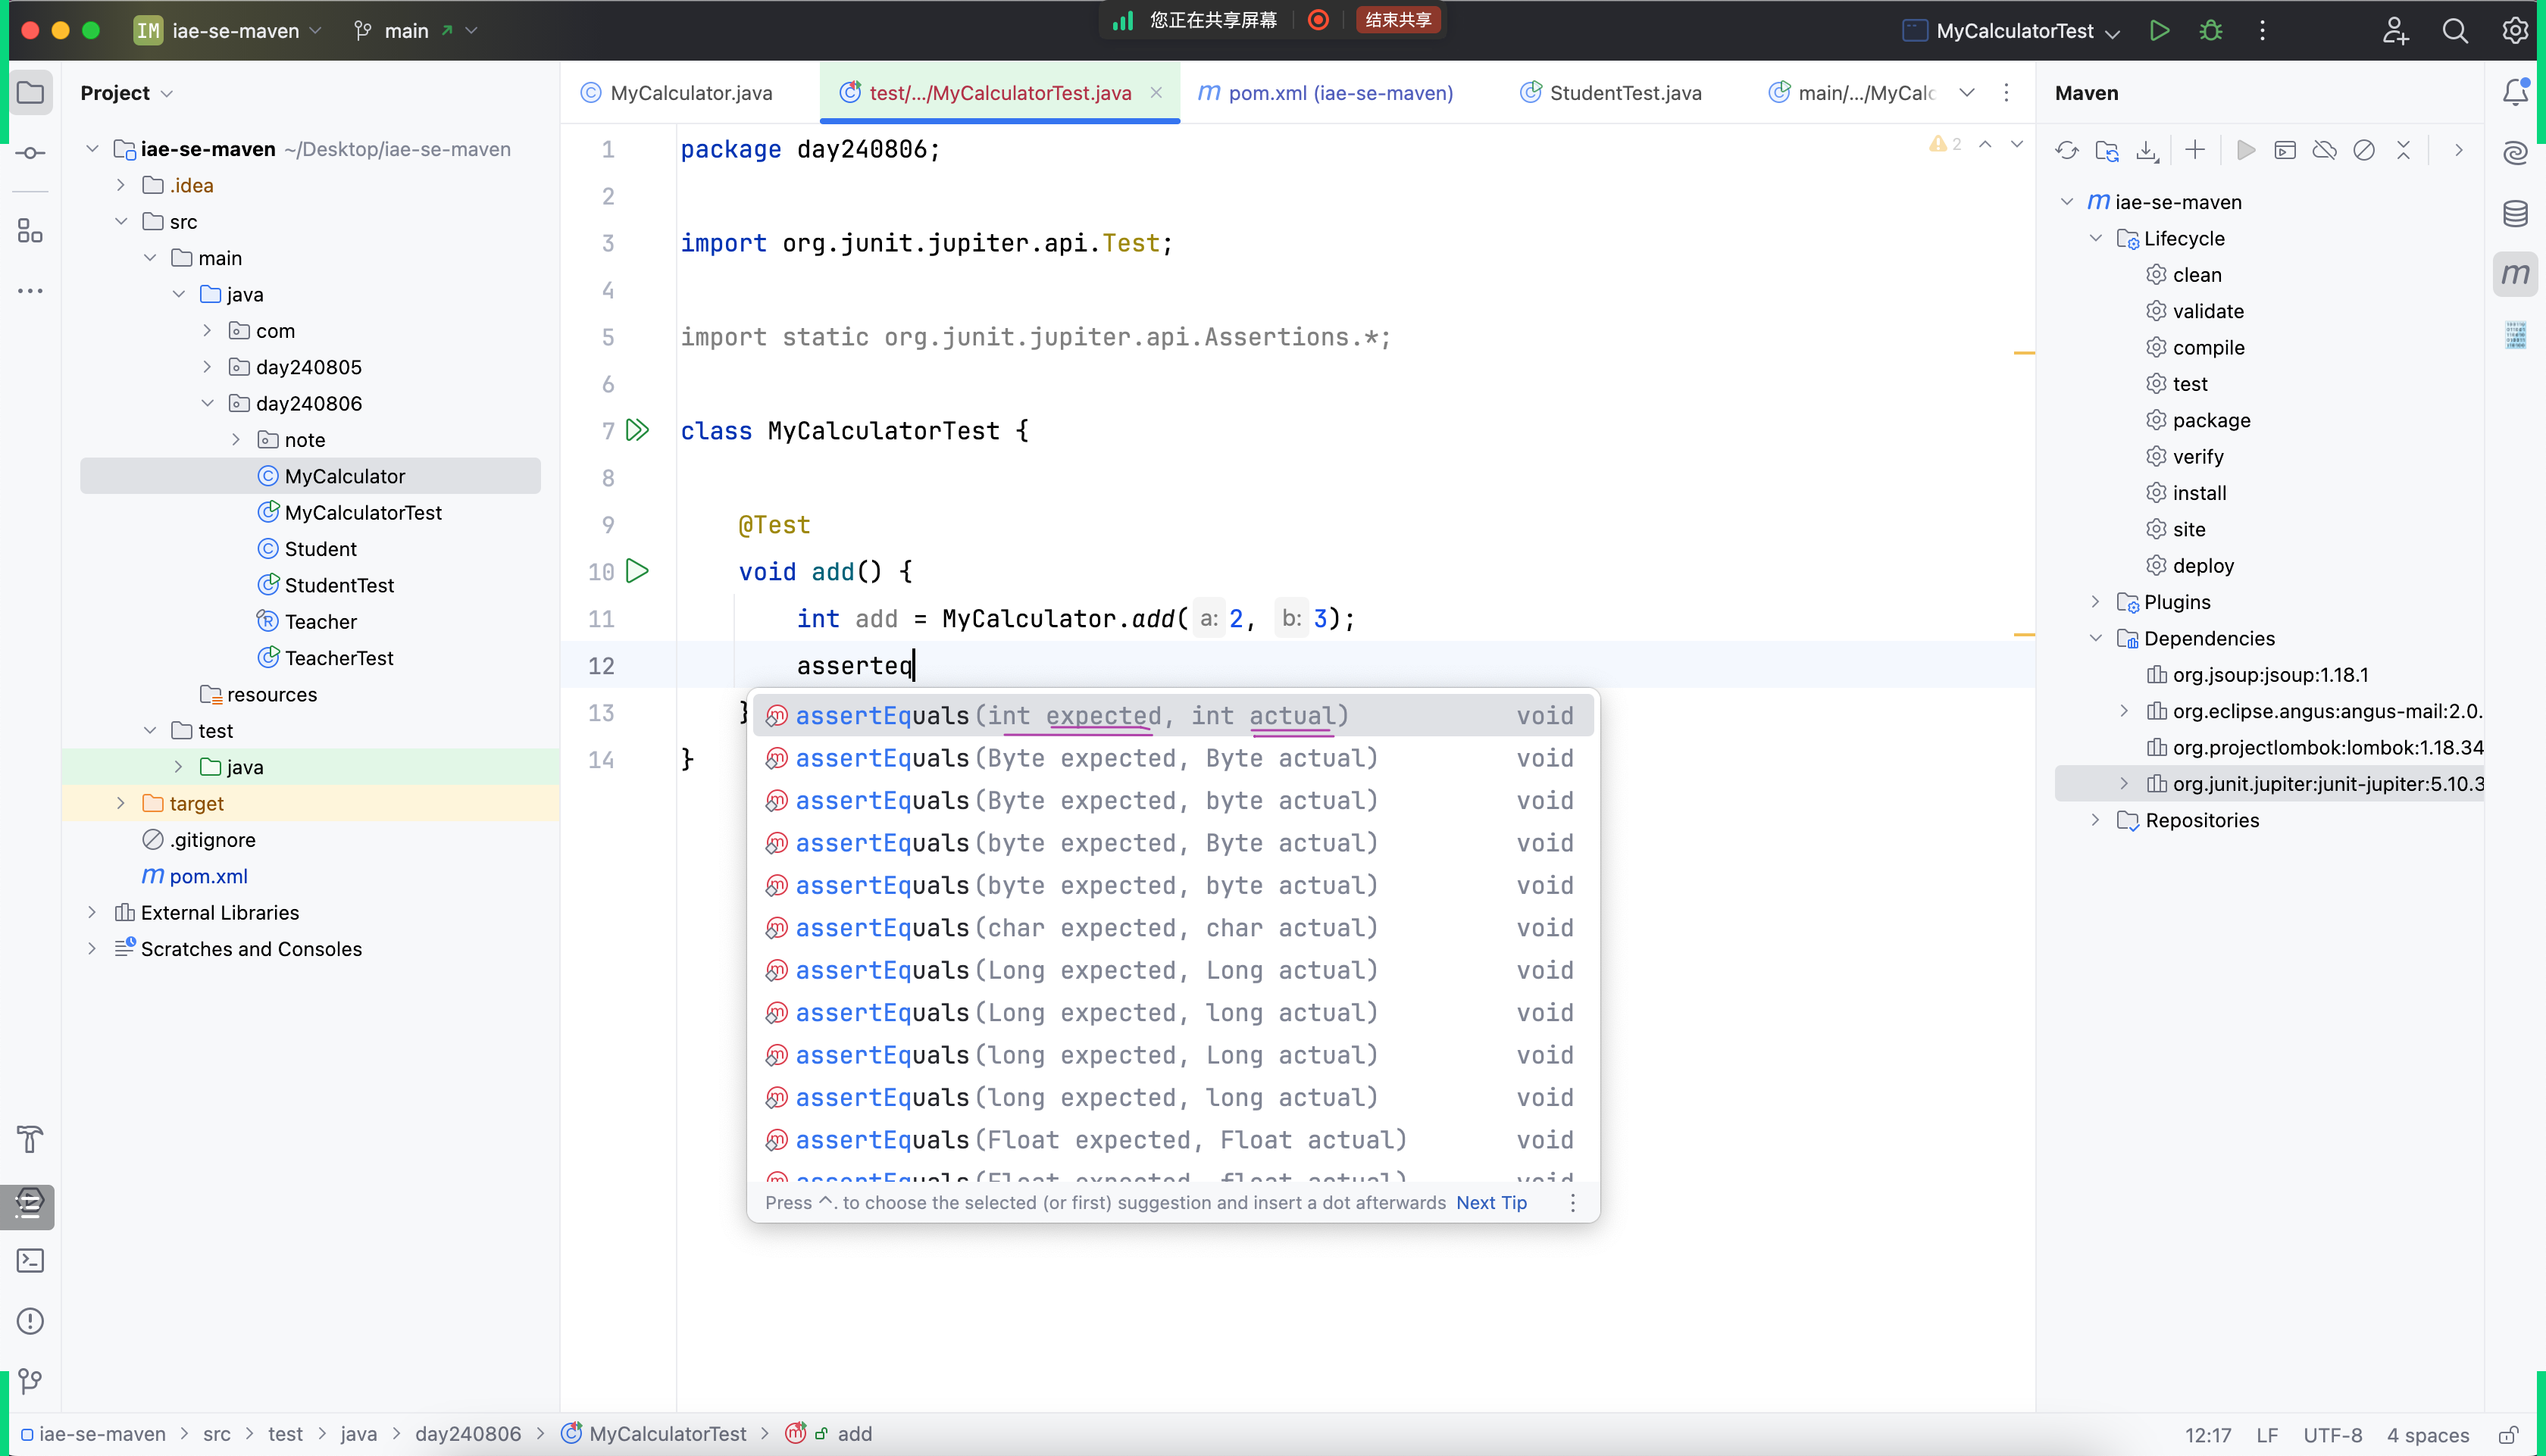 IM iae-se-maven main
您正在共享屏幕 结束共享
MyCalculatorTest
Project
iae-se-maven ~/Desktop/iae-se-maven
.idea
src
main
java
com
day240805
day240806
note
MyCalculator
MyCalculatorTest
Student
StudentTest
Teacher
TeacherTest
resources
test
java
target
.gitignore
pom.xml
External Libraries
Scratches and Consoles
MyCalculator.java
test/.../MyCalculatorTest.java
pom.xml (iae-se-maven)
StudentTest.java
main/.../MyCalc
2
1 package day240806;
2
3 import org.junit.jupiter.api.Test;
4
5 import static org.junit.jupiter.api.Assertions.*;
6
7 class MyCalculatorTest {
8
9 @Test
10 void add() {
11 int add = MyCalculator.add( a: 2, b: 3);
12 asserteq
13 }
14 }
assertEquals(int expected, int actual) void
assertEquals(Byte expected, Byte actual) void
assertEquals(Byte expected, byte actual) void
assertEquals(byte expected, Byte actual) void
assertEquals(byte expected, byte actual) void
assertEquals(char expected, char actual) void
assertEquals(Long expected, Long actual) void
assertEquals(Long expected, long actual) void
assertEquals(long expected, Long actual) void
assertEquals(long expected, long actual) void
assertEquals(Float expected, Float actual) void
assertEquals(Float expected, float actual) void
Press ^. to choose the selected (or first) suggestion and insert a dot afterwards Next Tip
Maven
iae-se-maven
Lifecycle
clean
validate
compile
test
package
verify
install
site
deploy
Plugins
Dependencies
org.jsoup:jsoup:1.18.1
org.eclipse.angus:angus-mail:2.0.
org.projectlombok:lombok:1.18.34
org.junit.jupiter:junit-jupiter:5.10.3
Repositories
iae-se-maven > src > test > java > day240806 > MyCalculatorTest > add
12:17 LF UTF-8 4 spaces